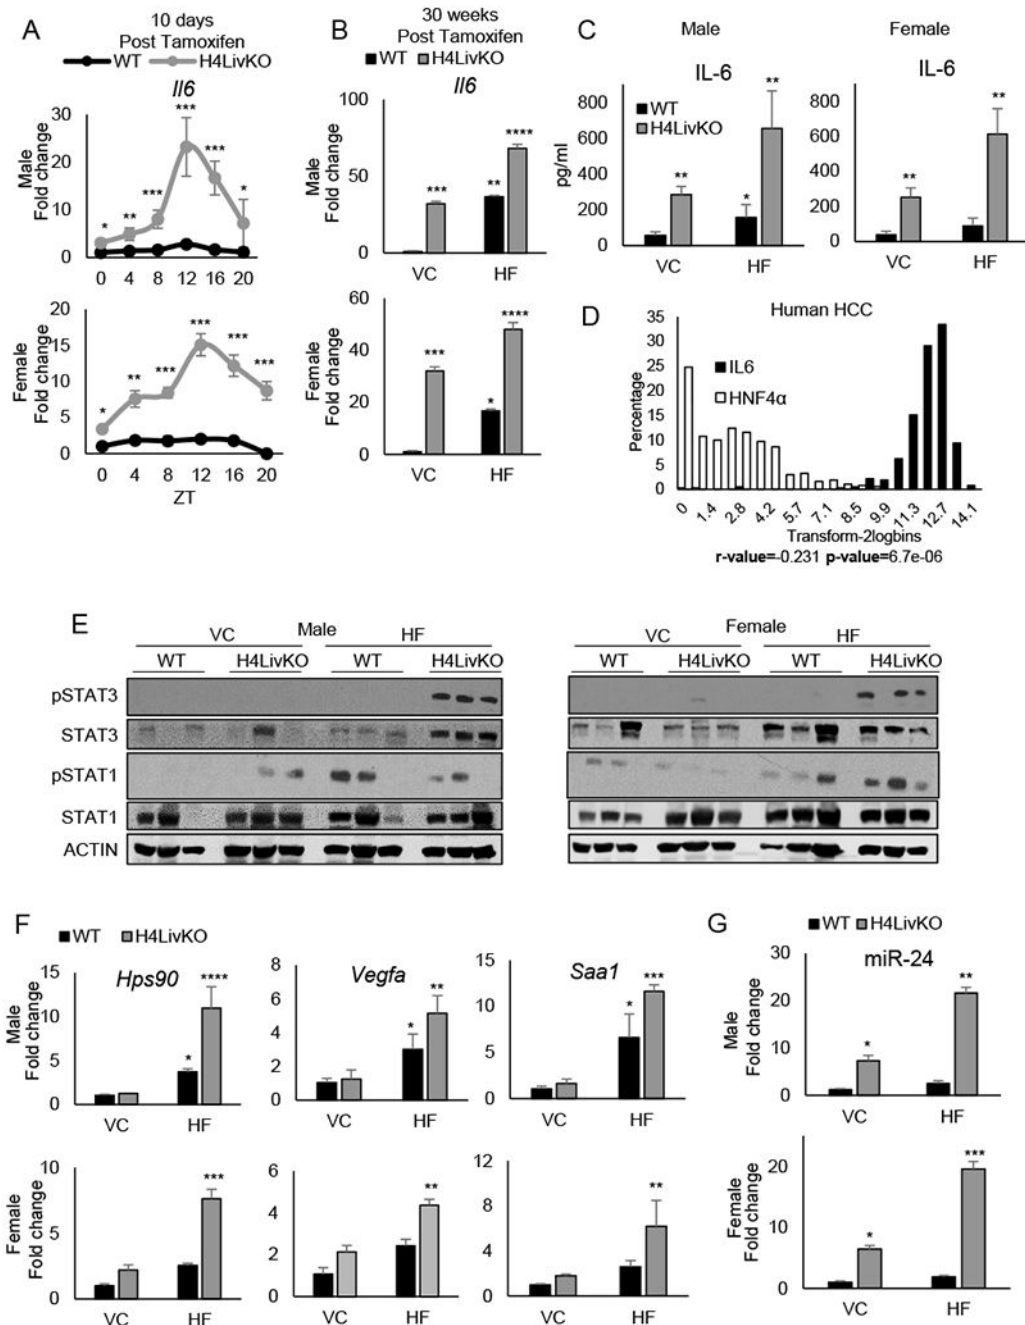 A
10 days
Post Tamoxifen
WT H4LivKO
Il6
Male
Fold change
30
20
10
0
* ** *** *** *** *
0 4 8 12 16 20
Female
Fold change
20
15
10
5
0
* ** *** *** *** ***
0 4 8 12 16 20
ZT
B
30 weeks
Post Tamoxifen
WT H4LivKO
Il6
Male
Fold change
100
50
0
*** ** ****
VC HF
Female
Fold change
60
40
20
0
*** * ****
VC HF
C
Male
IL-6
WT
H4LivKO
pg/ml
800
600
400
200
0
** * **
VC HF
Female
IL-6
800
600
400
200
0
** **
VC HF
D
Human HCC
IL6
HNF4α
Percentage
35
30
25
20
15
10
5
0
0 1.4 2.8 4.2 5.7 7.1 8.5 9.9 11.3 12.7 14.1
Transform-2logbins
r-value=-0.231 p-value=6.7e-06
E
Male
VC HF
WT H4LivKO WT H4LivKO
Female
VC HF
WT H4LivKO WT H4LivKO
pSTAT3
STAT3
pSTAT1
STAT1
ACTIN
F
WT H4LivKO
Hps90
Male
Fold change
15
10
5
0
* ****
VC HF
Vegfa
8
6
4
2
0
* **
VC HF
Saa1
15
10
5
0
* ***
VC HF
Female
Fold change
10
5
0
***
VC HF
6
4
2
0
**
VC HF
12
8
4
0
**
VC HF
G
WT H4LivKO
miR-24
Male
Fold change
30
20
10
0
* **
VC HF
Female
Fold change
20
10
0
* ***
VC HF